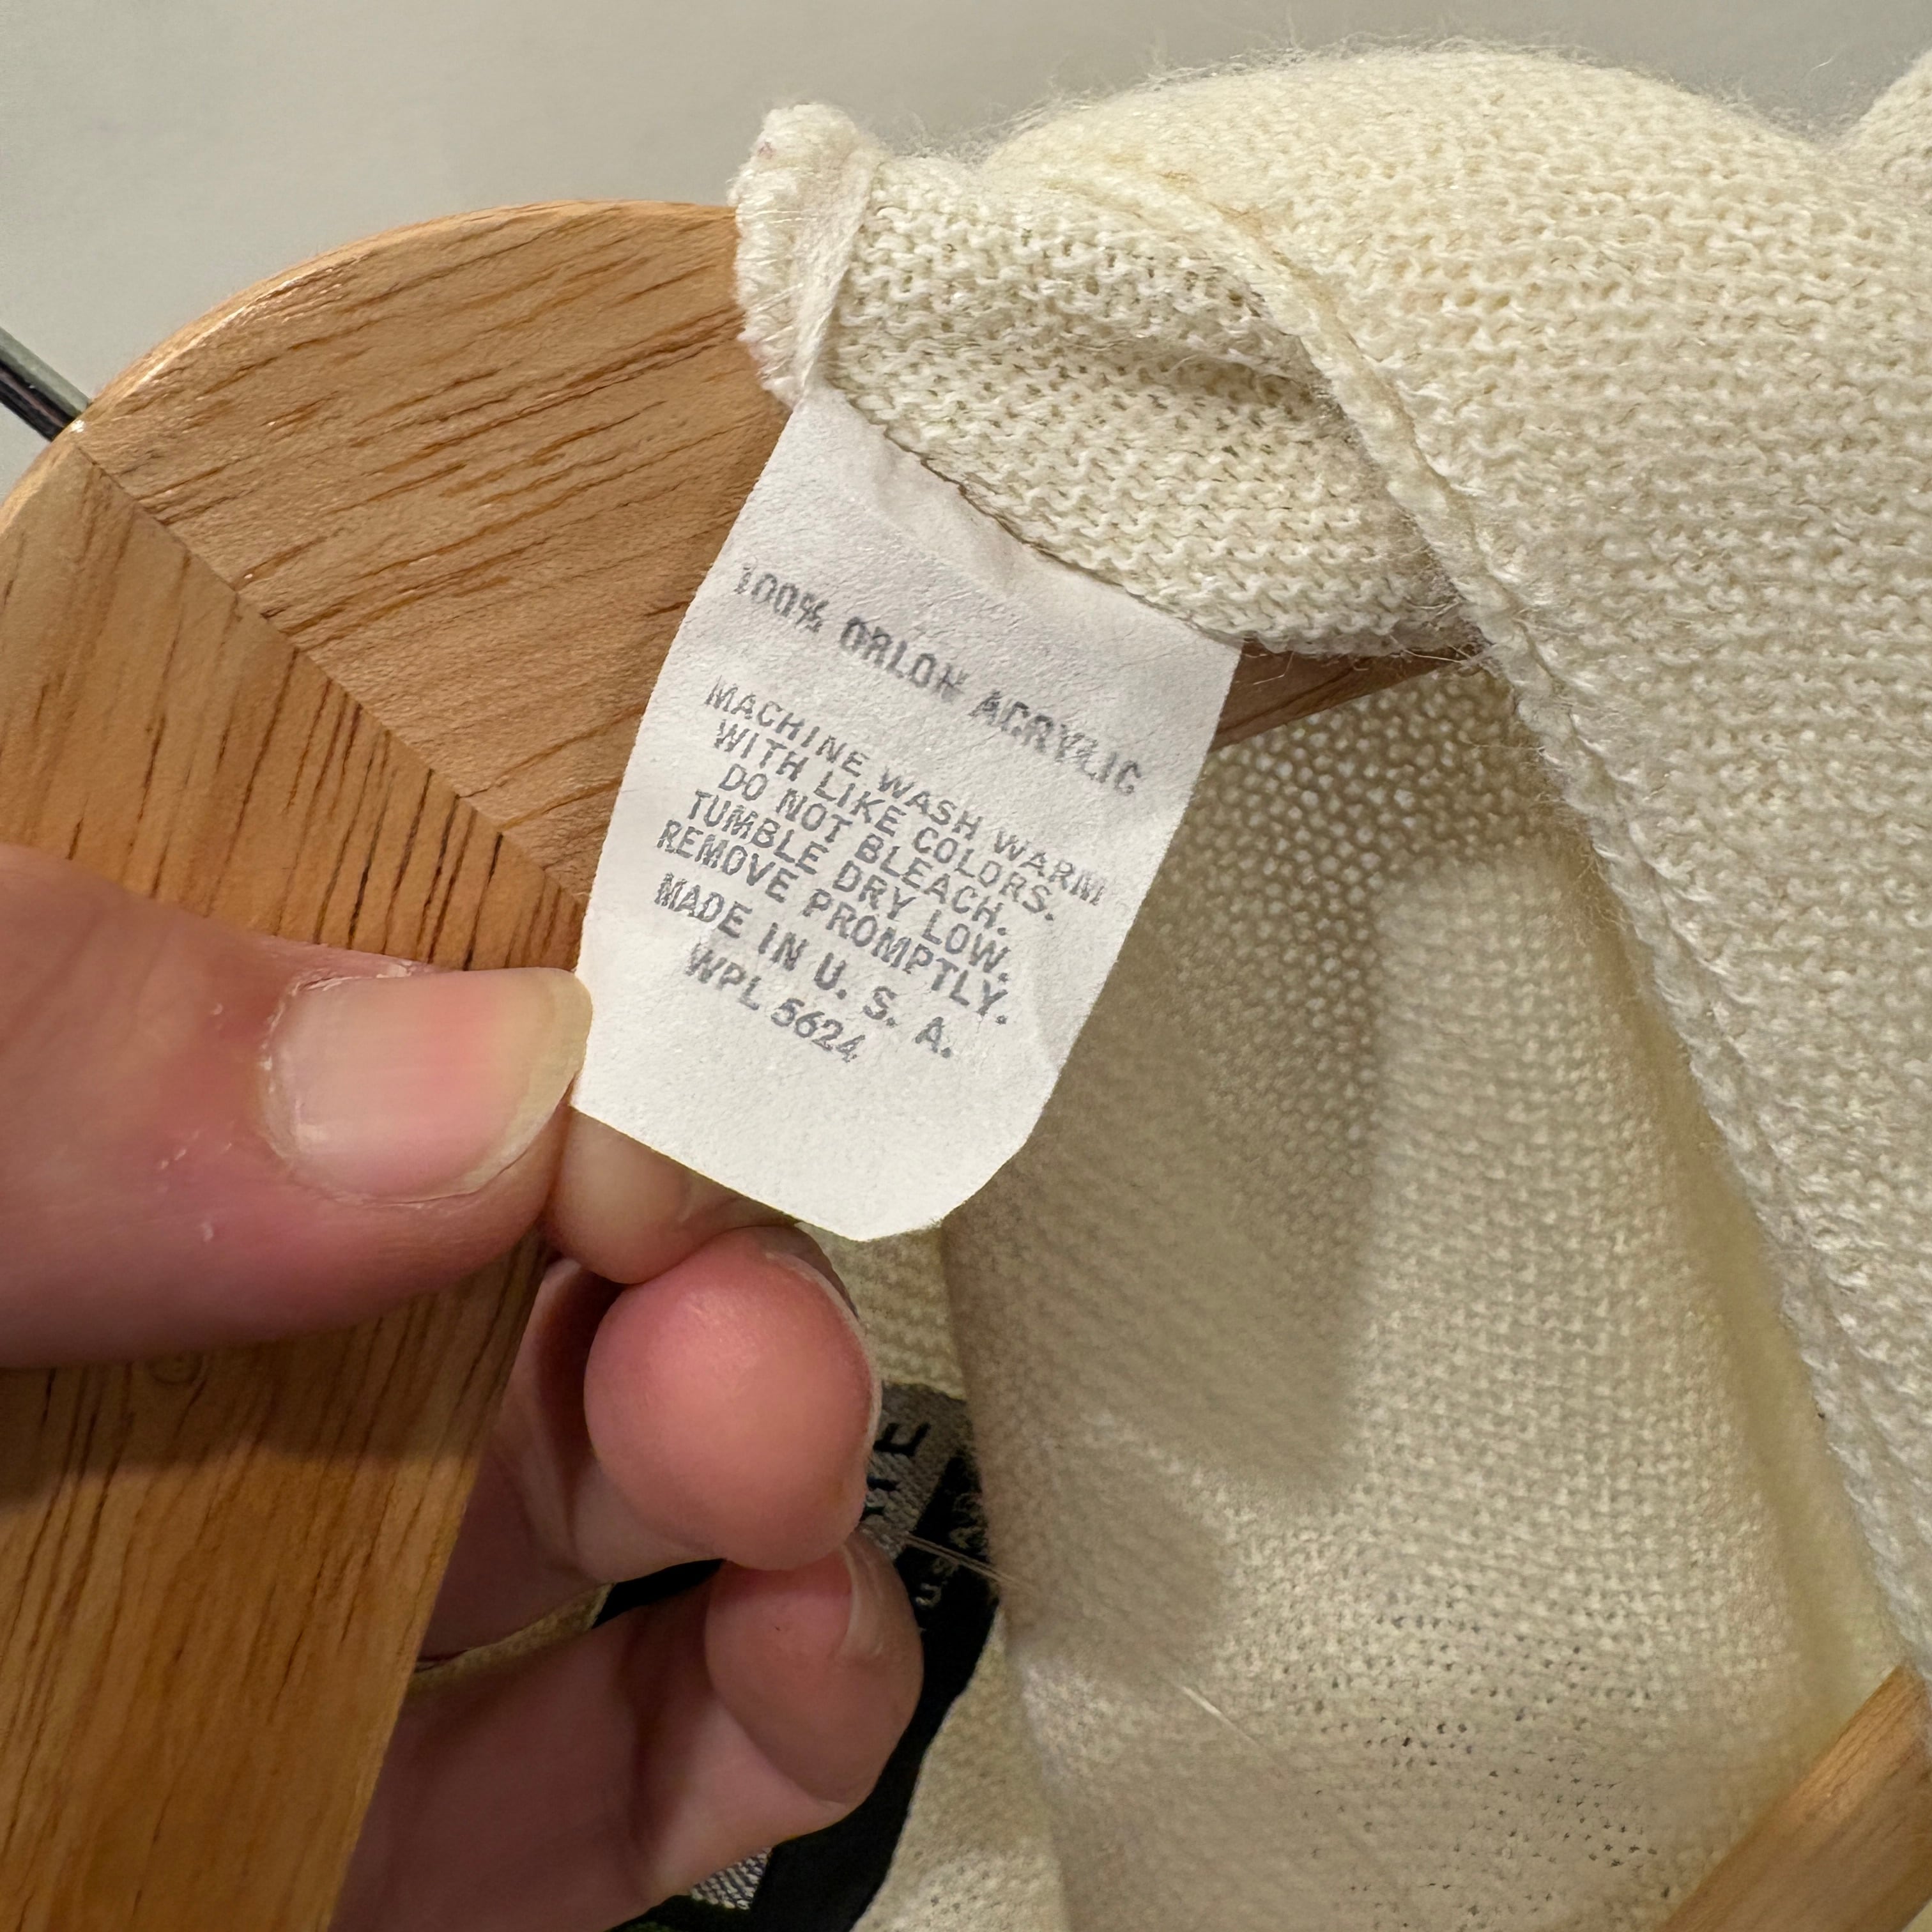 100% ORLON ACRYLIC
MACHINE WASH WARM
WITH LIKE COLORS.
DO NOT BLEACH.
TUMBLE DRY LOW.
REMOVE PROMPTLY.
MADE IN U. S. A.
WPL 5624